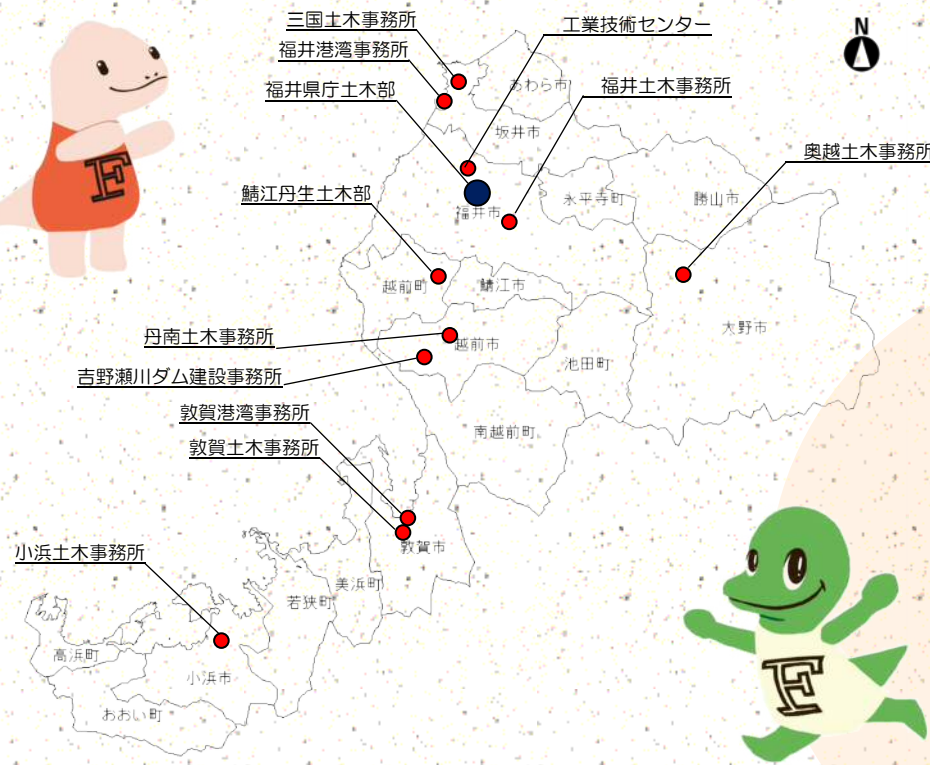 三国土木事務所
工業技術センター
N
福井港湾事務所
福井県庁土木部
福井土木事務所
あわら市
坂井市
奥越土木事務所
鯖江丹生土木部
福井市
永平寺町
勝山市
越前町
鯖江市
丹南土木事務所
越前市
大野市
池田町
吉野瀬川ダム建設事務所
敦賀港湾事務所
南越前町
敦賀土木事務所
小浜土木事務所
敦賀市
美浜町
若狭町
高浜町
小浜市
おおい町
F
F